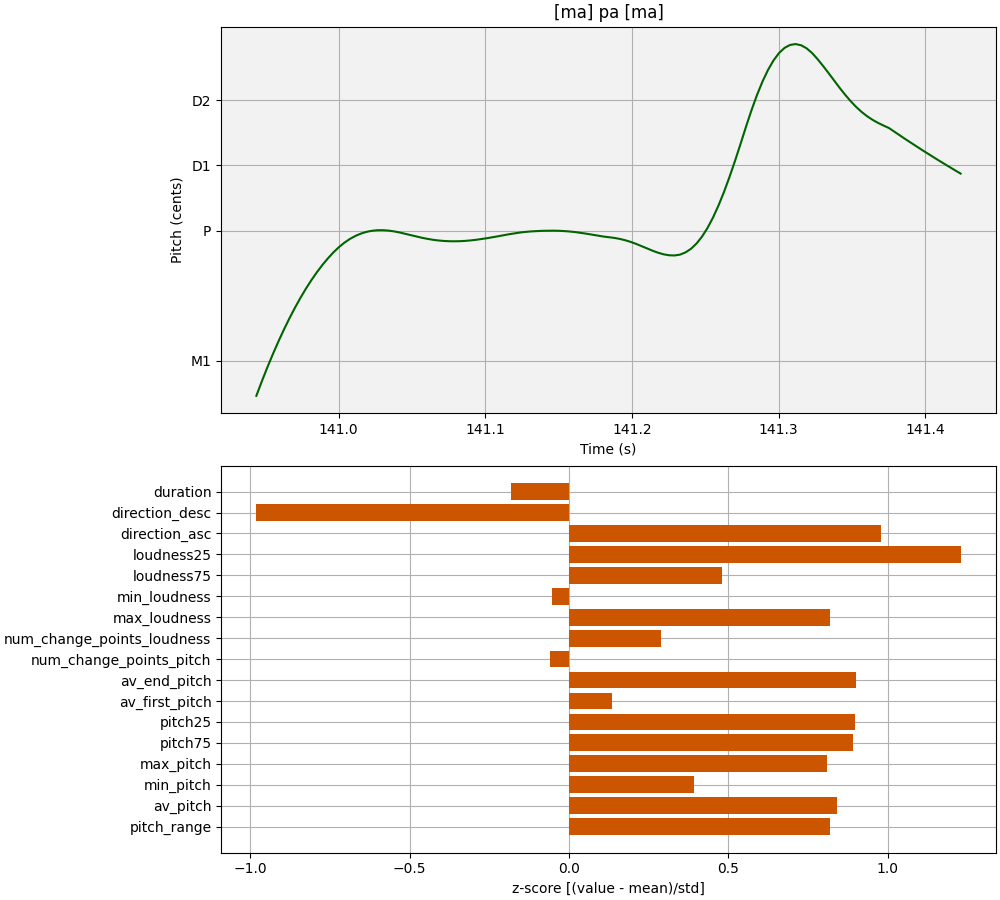 [ma] pa [ma]
D2
D1
P
M1
Pitch (cents)
141.0 141.1 141.2 141.3 141.4
Time (s)
duration
direction_desc
direction_asc
loudness25
loudness75
min_loudness
max_loudness
num_change_points_loudness
num_change_points_pitch
av_end_pitch
av_first_pitch
pitch25
pitch75
max_pitch
min_pitch
av_pitch
pitch_range
−1.0 −0.5 0.0 0.5 1.0
z-score [(value - mean)/std]